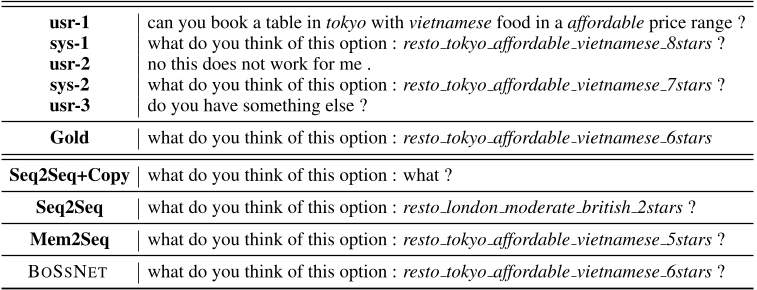 usr-1 can you book a table in tokyo with vietnamese food in a affordable price range ?
sys-1 what do you think of this option : resto_tokyo_affordable_vietnamese_8stars ?
usr-2 no this does not work for me .
sys-2 what do you think of this option : resto_tokyo_affordable_vietnamese_7stars ?
usr-3 do you have something else ?
Gold what do you think of this option : resto_tokyo_affordable_vietnamese_6stars
Seq2Seq+Copy what do you think of this option : what ?
Seq2Seq what do you think of this option : resto_london_moderate_british_2stars ?
Mem2Seq what do you think of this option : resto_tokyo_affordable_vietnamese_5stars ?
BOSSNET what do you think of this option : resto_tokyo_affordable_vietnamese_6stars ?